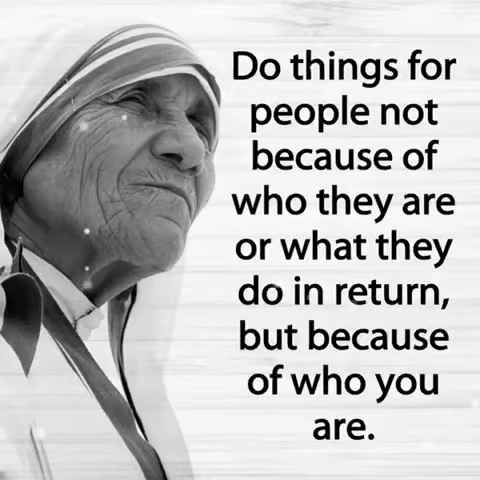 Do things for
people not
because of
who they are
or what they
do in return,
but because
of who you
are.